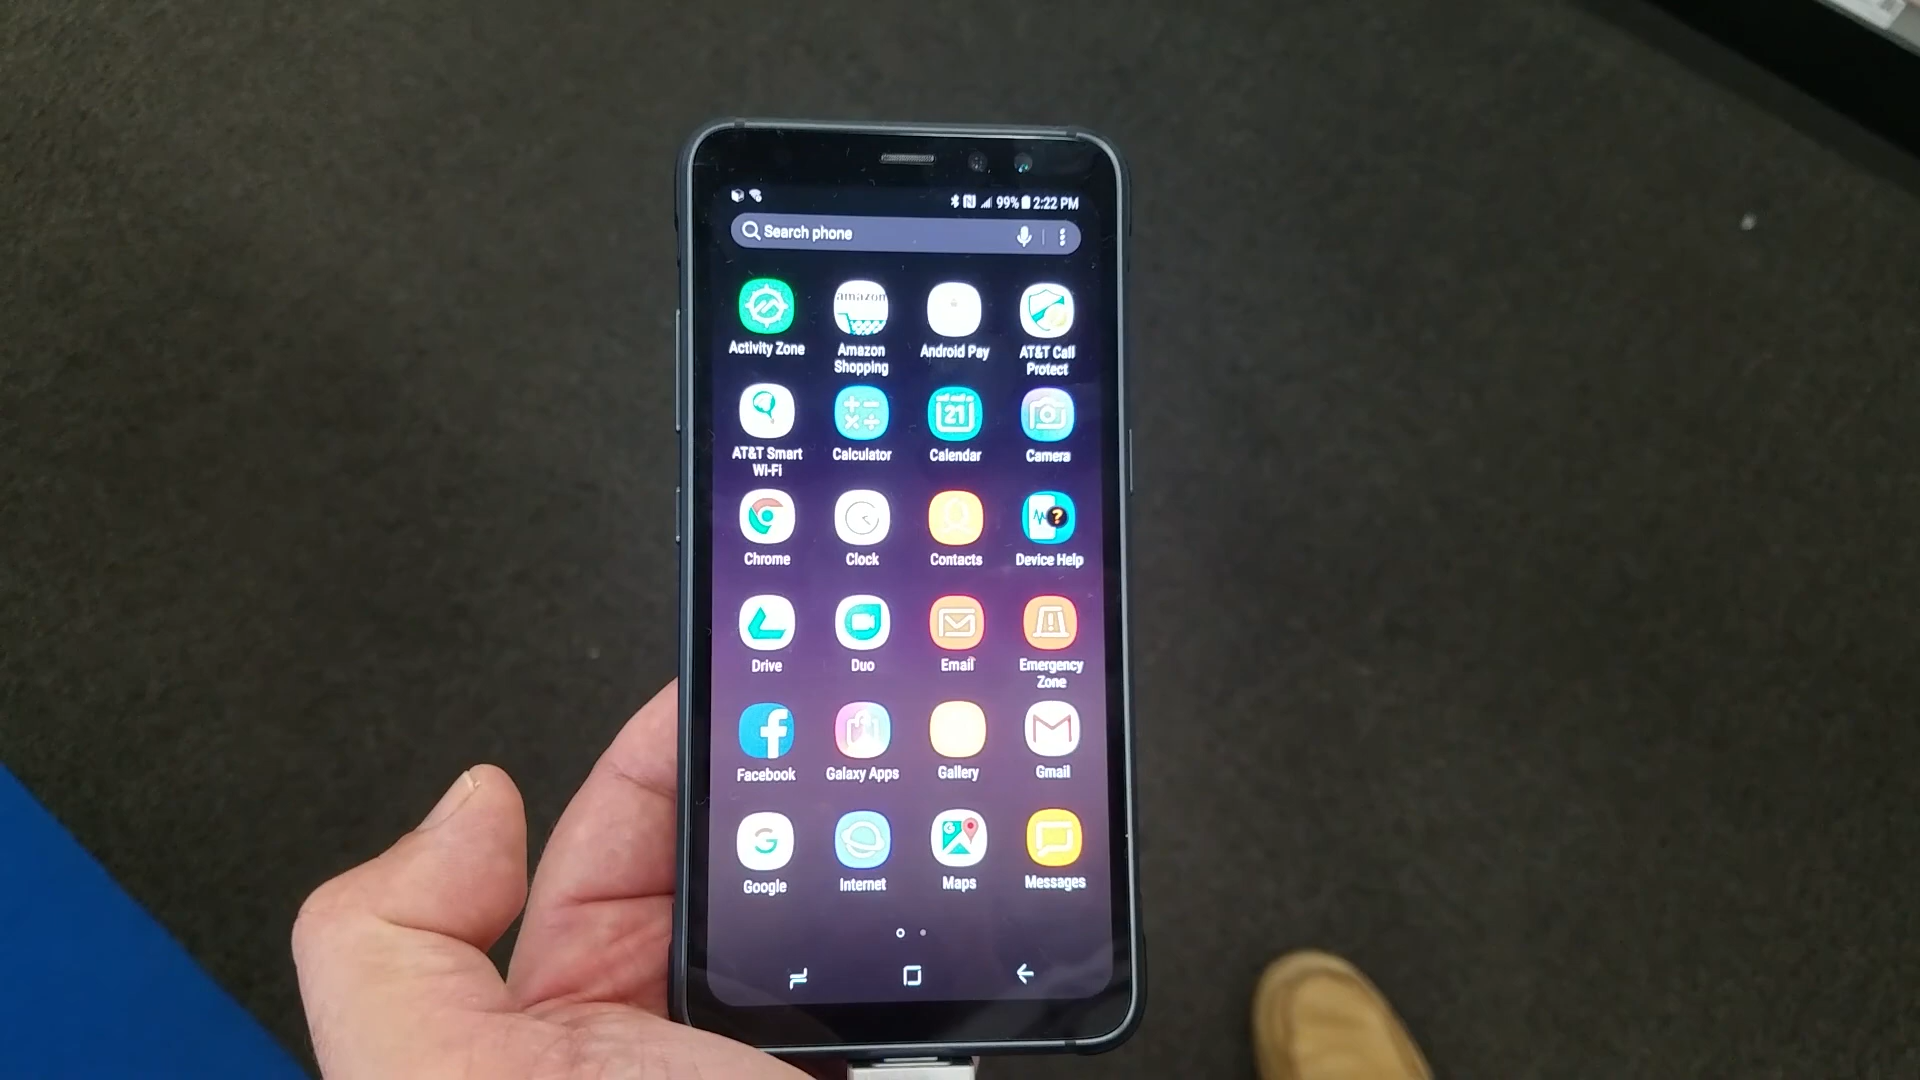 99% 2:22 PM
Search phone
amazon
Activity Zone
Amazon
Shopping
Android Pay
AT&T Call
Protect
21
AT&T Smart
Wi-Fi
Calculator
Calendar
Camera
?
Chrome
Clock
Contacts
Device Help
Drive
Duo
Email
Emergency
Zone
f
Facebook
Galaxy Apps
Gallery
Gmail
G
G
Google
Internet
Maps
Messages